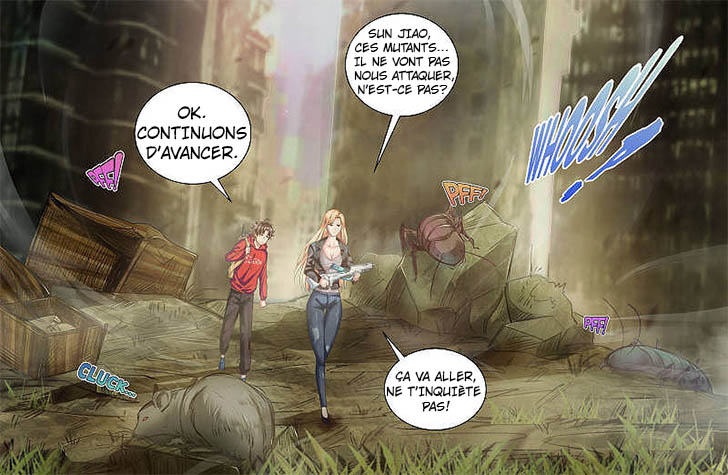 SUN JIAO,
CES MUTANTS...
IL NE VONT PAS
NOUS ATTAQUER,
N'EST-CE PAS?
OK.
CONTINUONS
D'AVANCER.
WHOOSH!
PFF!
PFF!
PFF!
CLUCK...
ÇA VA ALLER,
NE T'INQUIÈTE
PAS!